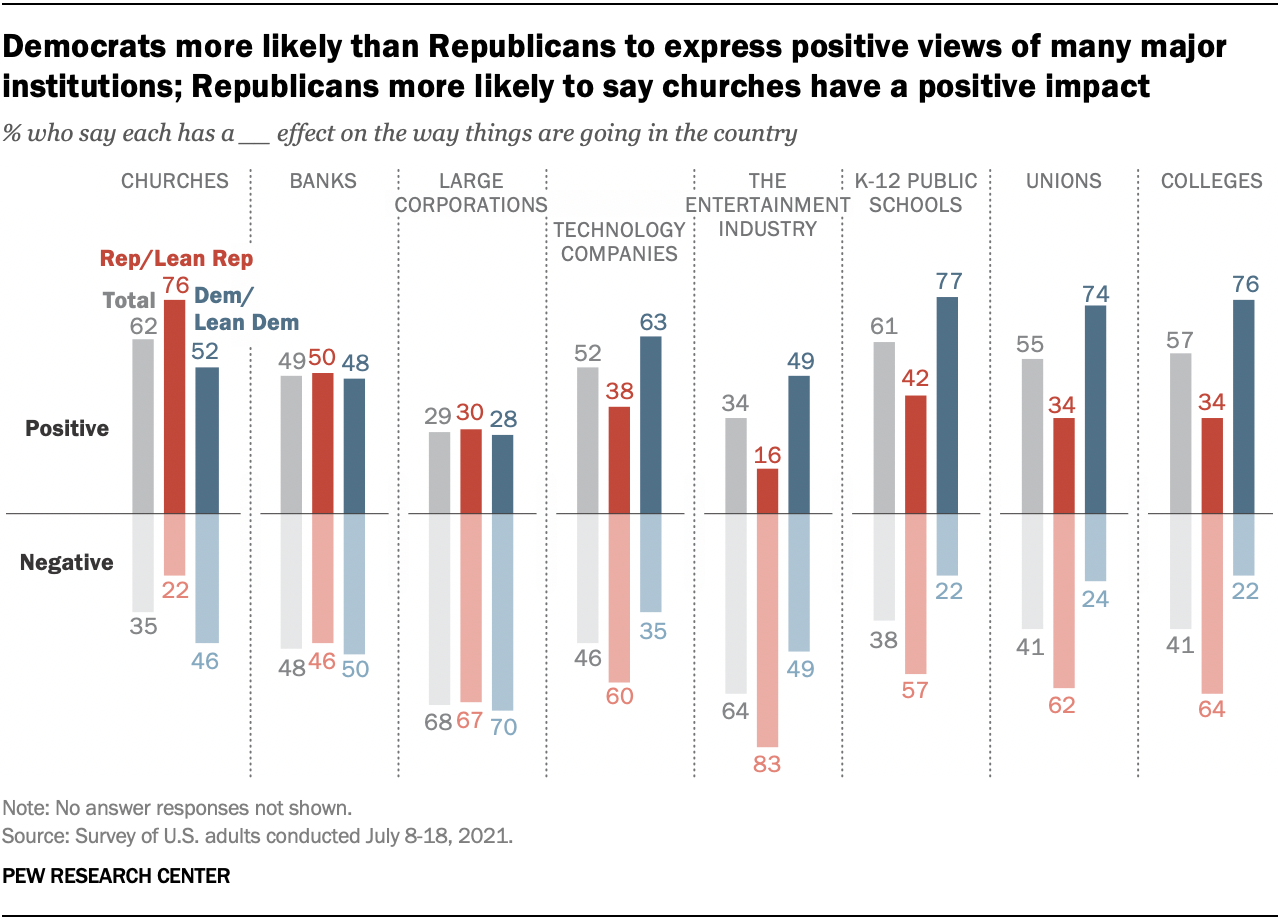 Democrats more likely than Republicans to express positive views of many major
institutions; Republicans more likely to say churches have a positive impact
% who say each has a __ effect on the way things are going in the country
CHURCHES
BANKS
LARGE
CORPORATIONS
TECHNOLOGY
COMPANIES
THE
ENTERTAINMENT
INDUSTRY
K-12 PUBLIC
SCHOOLS
UNIONS
COLLEGES
Rep/Lean Rep
Total
Dem/
Lean Dem
Positive
62 76 52
49 50 48
29 30 28
52 38 63
34 16 49
61 42 77
55 34 74
57 34 76
Negative
35 22 46
48 46 50
68 67 70
46 60 35
64 83 49
38 57 22
41 62 24
41 64 22
Note: No answer responses not shown.
Source: Survey of U.S. adults conducted July 8-18, 2021.
PEW RESEARCH CENTER